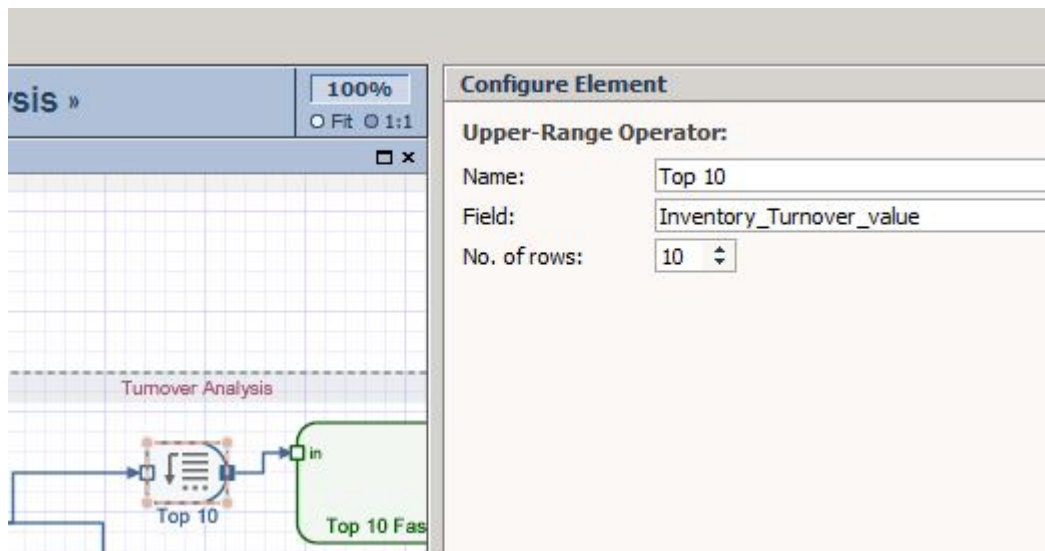 sis »
100%
Fit 1:1
Turnover Analysis
in
Top 10
Top 10 Fas
Configure Element
Upper-Range Operator:
Name: Top 10
Field: Inventory_Turnover_value
No. of rows: 10